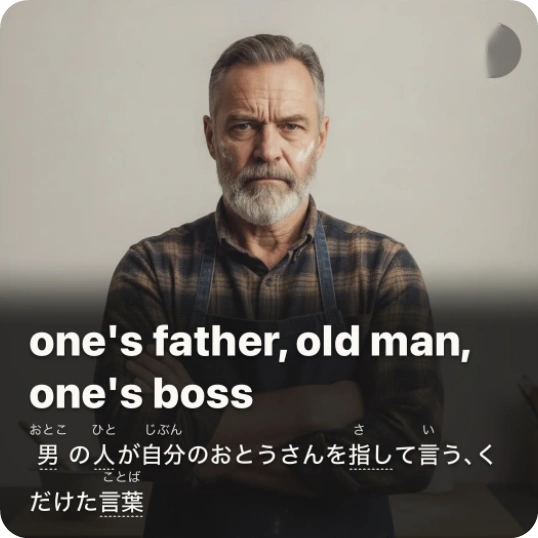 one's father, old man,
one's boss
おとこ ひと じぶん さ い
男の人が自分のおとうさんを指して言う、く
ことば
だけた言葉